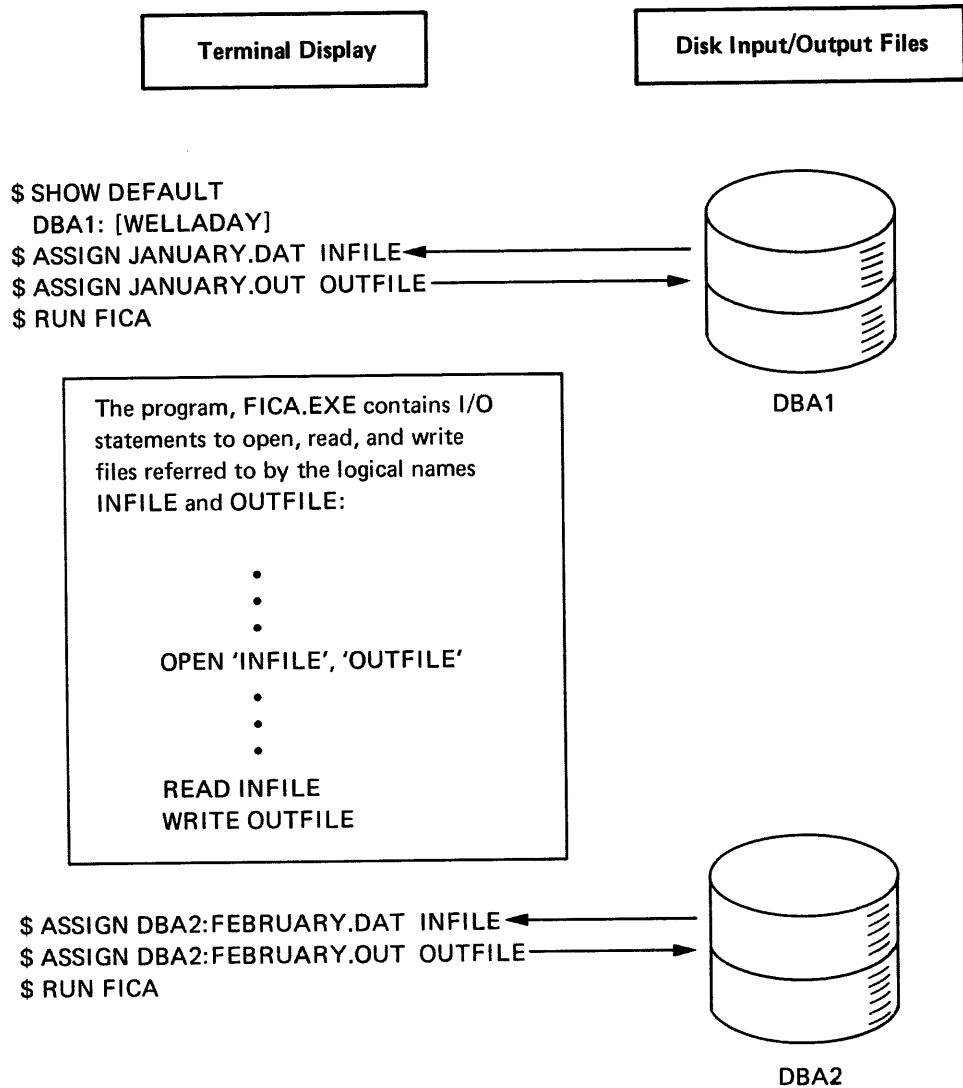 Terminal Display
Disk Input/Output Files
$ SHOW DEFAULT
DBA1: [WELLADAY]
$ ASSIGN JANUARY.DAT INFILE
$ ASSIGN JANUARY.OUT OUTFILE
$ RUN FICA
DBA1
The program, FICA.EXE contains I/O
statements to open, read, and write
files referred to by the logical names
INFILE and OUTFILE:
•
•
•
OPEN 'INFILE', 'OUTFILE'
•
•
•
READ INFILE
WRITE OUTFILE
$ ASSIGN DBA2:FEBRUARY.DAT INFILE
$ ASSIGN DBA2:FEBRUARY.OUT OUTFILE
$ RUN FICA
DBA2